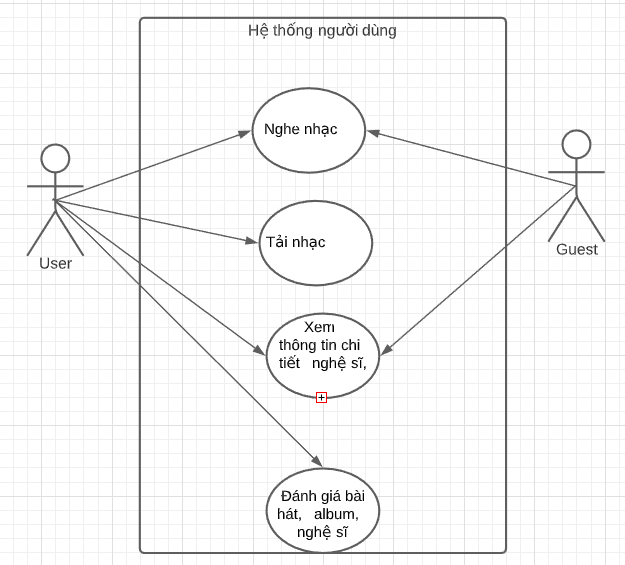 Hệ thống người dùng
Nghe nhạc
Tải nhạc
User
Guest
Xem
thông tin chi
tiết nghệ sĩ,
Đánh giá bài
hát, album,
nghệ sĩ